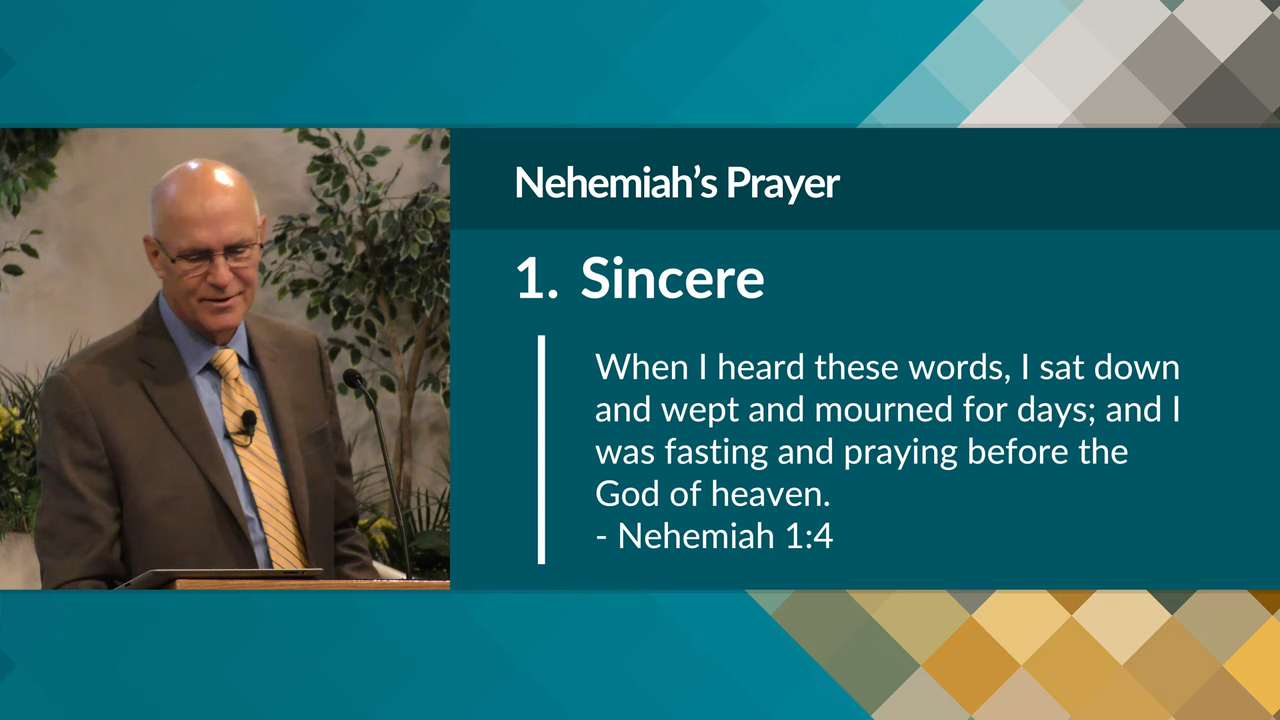 Nehemiah’s Prayer
1. Sincere
When I heard these words, I sat down
and wept and mourned for days; and I
was fasting and praying before the
God of heaven.
- Nehemiah 1:4